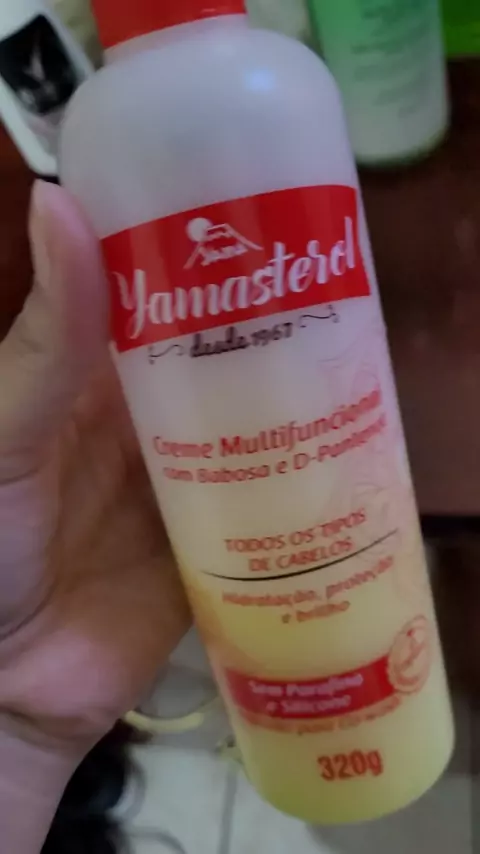 Yamasterol
desde 1967
Creme Multifuncional
com Babosa e D-Pantenol
TODOS OS TIPOS
DE CABELOS
Hidratação, proteção
e brilho
Sem Parafina
e Silicone
para
320g